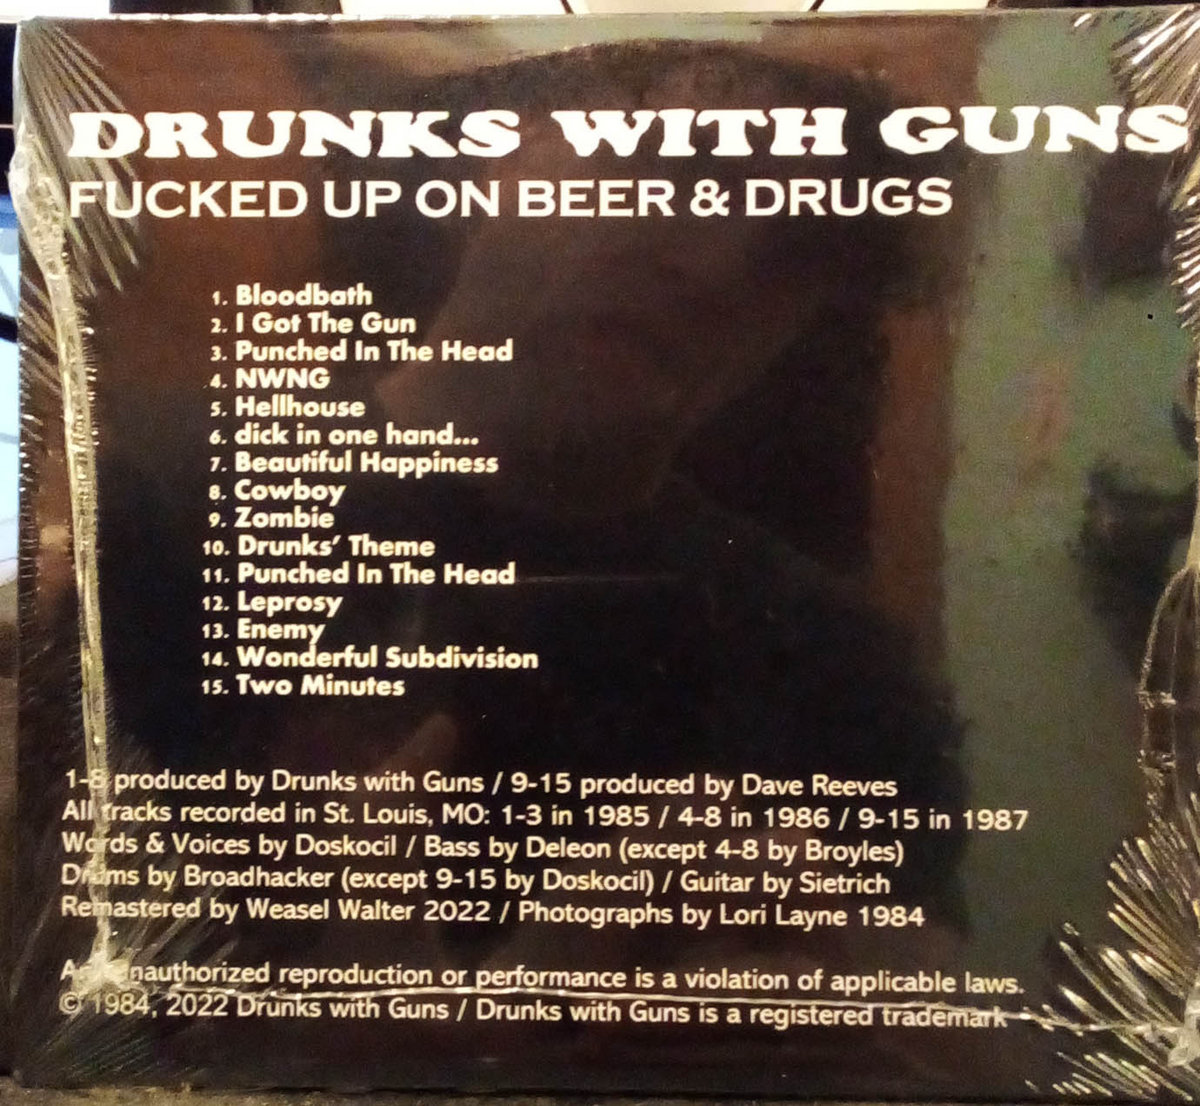 DRUNKS WITH GUNS
FUCKED UP ON BEER & DRUGS
1. Bloodbath
2. I Got The Gun
3. Punched In The Head
4. NWNG
5. Hellhouse
6. dick in one hand...
7. Beautiful Happiness
8. Cowboy
9. Zombie
10. Drunks' Theme
11. Punched In The Head
12. Leprosy
13. Enemy
14. Wonderful Subdivision
15. Two Minutes
1-8 produced by Drunks with Guns / 9-15 produced by Dave Reeves
All tracks recorded in St. Louis, MO: 1-3 in 1985 / 4-8 in 1986 / 9-15 in 1987
Words & Voices by Doskocil / Bass by Deleon (except 4-8 by Broyles)
Drums by Broadhacker (except 9-15 by Doskocil) / Guitar by Sietrich
Remastered by Weasel Walter 2022 / Photographs by Lori Layne 1984
Any unauthorized reproduction or performance is a violation of applicable laws.
© 1984, 2022 Drunks with Guns / Drunks with Guns is a registered trademark